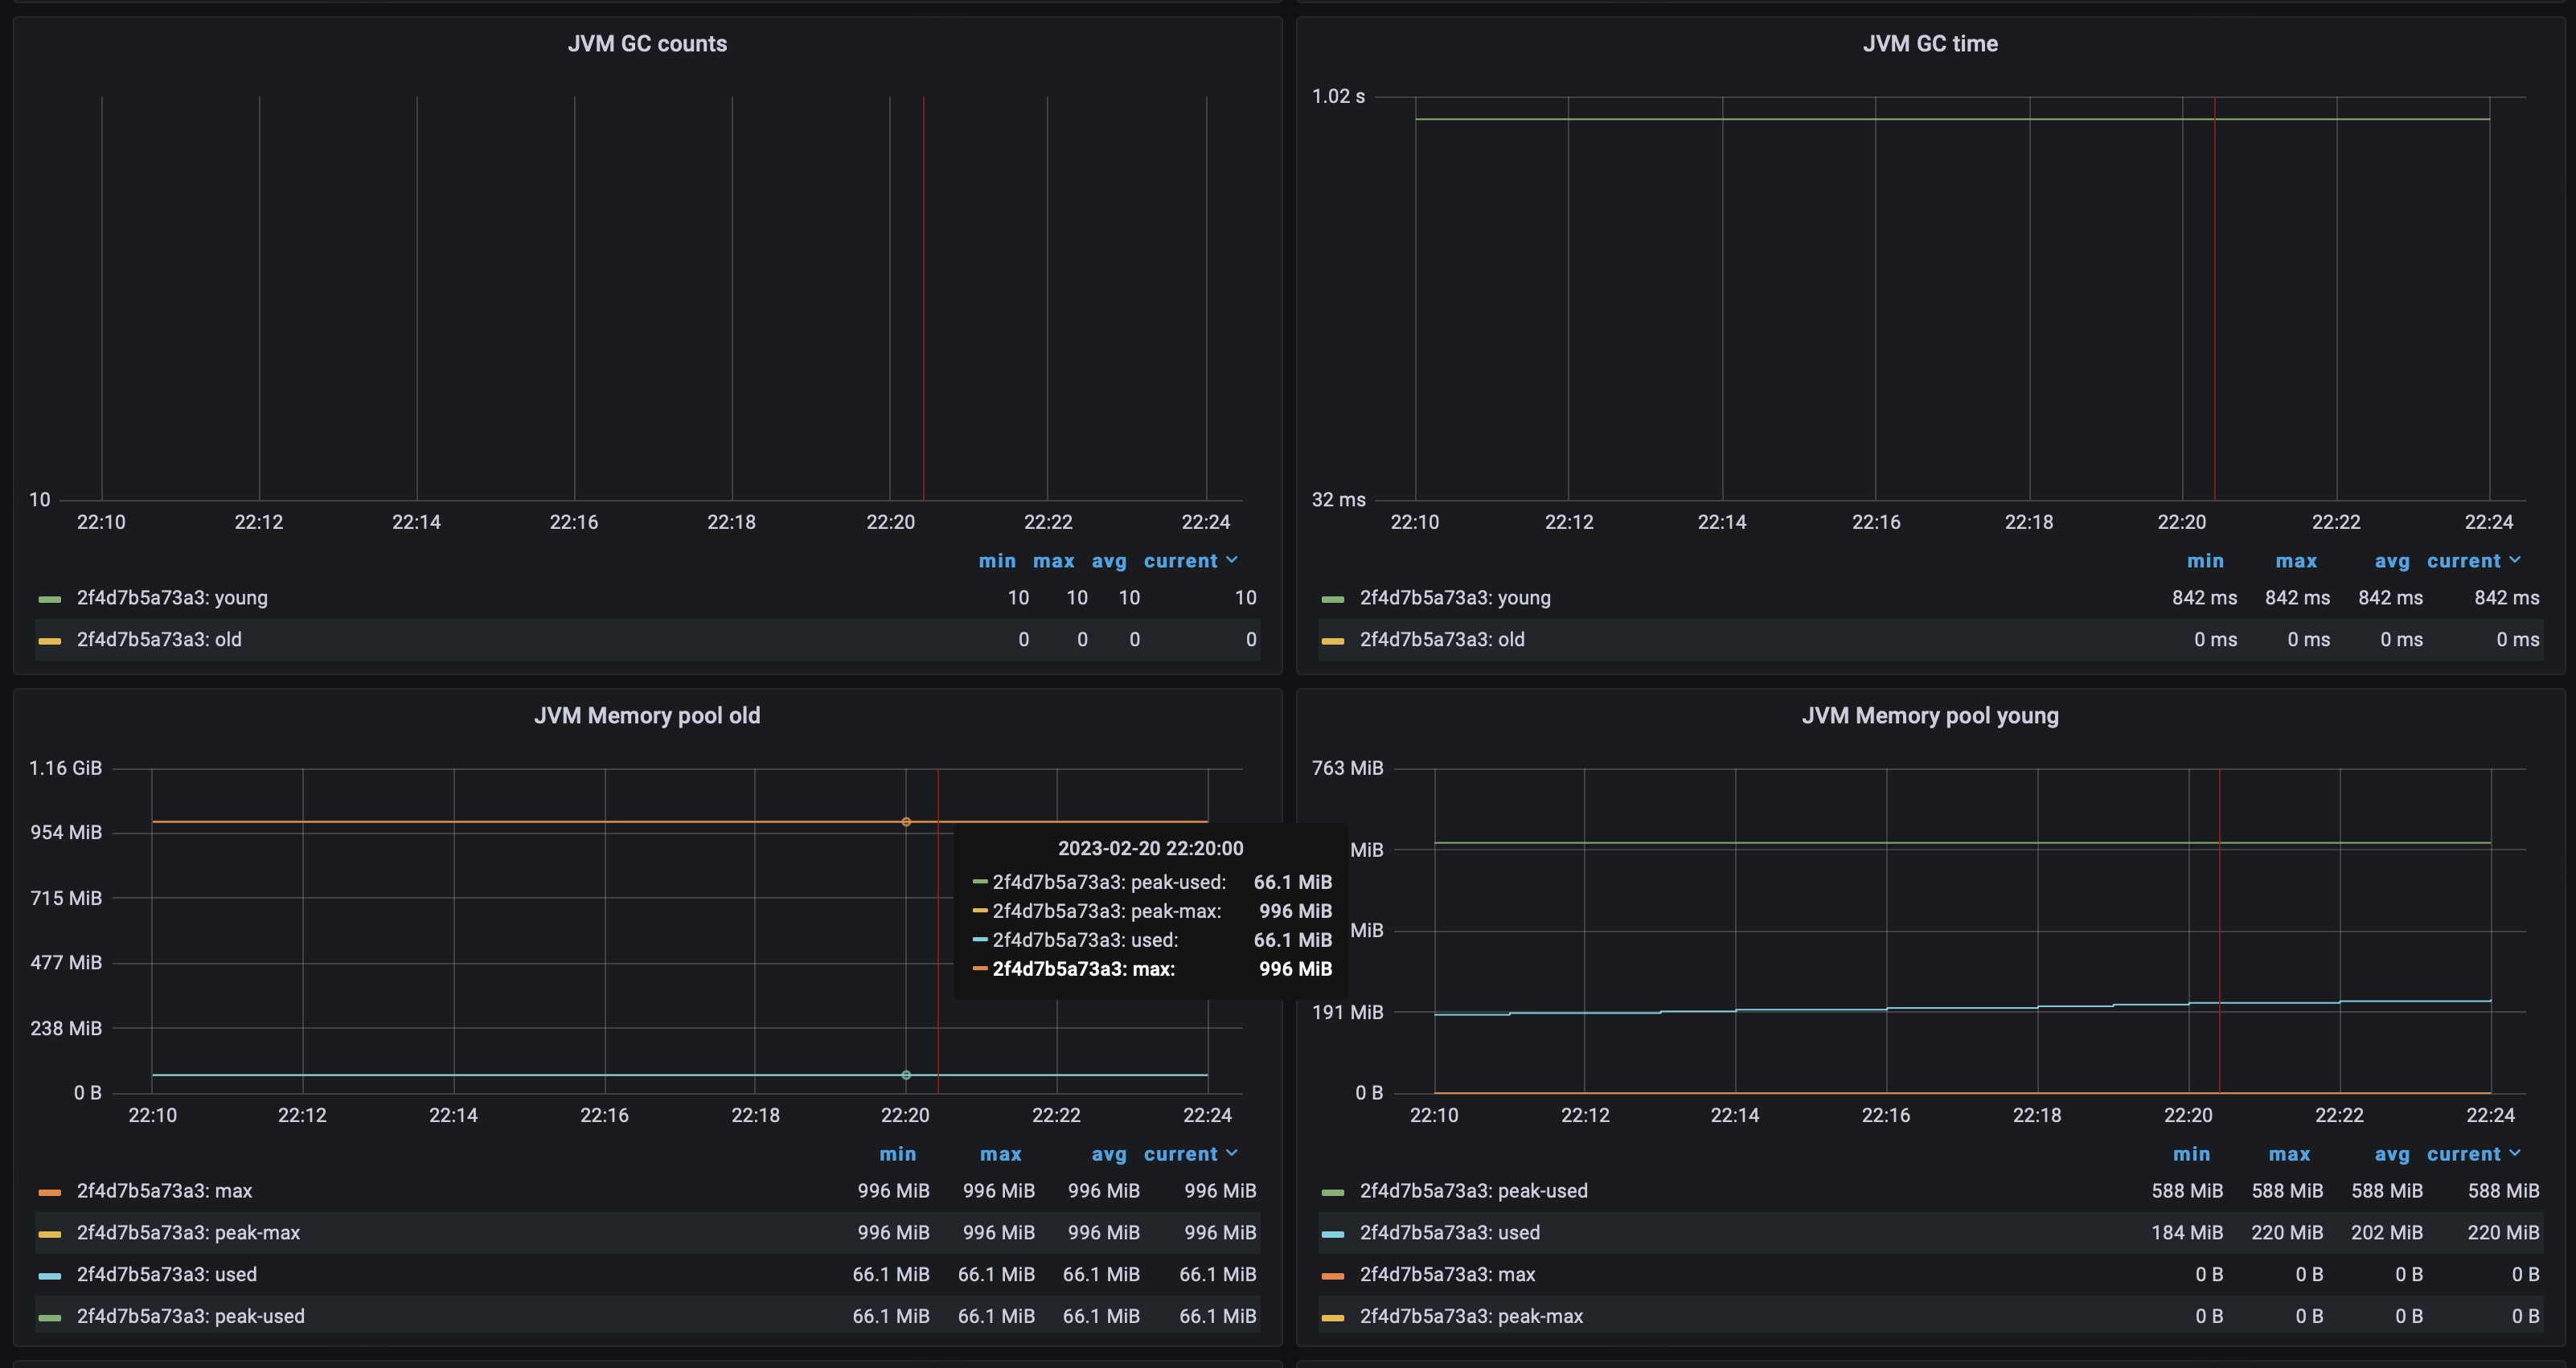 JVM GC counts
10
22:10 22:12 22:14 22:16 22:18 22:20 22:22 22:24
min max avg current
2f4d7b5a73a3: young 10 10 10 10
2f4d7b5a73a3: old 0 0 0 0
JVM GC time
1.02 s
32 ms
22:10 22:12 22:14 22:16 22:18 22:20 22:22 22:24
min max avg current
2f4d7b5a73a3: young 842 ms 842 ms 842 ms 842 ms
2f4d7b5a73a3: old 0 ms 0 ms 0 ms 0 ms
JVM Memory pool old
1.16 GiB
954 MiB
715 MiB
477 MiB
238 MiB
0 B
22:10 22:12 22:14 22:16 22:18 22:20 22:22 22:24
2023-02-20 22:20:00
2f4d7b5a73a3: peak-used: 66.1 MiB
2f4d7b5a73a3: peak-max: 996 MiB
2f4d7b5a73a3: used: 66.1 MiB
2f4d7b5a73a3: max: 996 MiB
min max avg current
2f4d7b5a73a3: max 996 MiB 996 MiB 996 MiB 996 MiB
2f4d7b5a73a3: peak-max 996 MiB 996 MiB 996 MiB 996 MiB
2f4d7b5a73a3: used 66.1 MiB 66.1 MiB 66.1 MiB 66.1 MiB
2f4d7b5a73a3: peak-used 66.1 MiB 66.1 MiB 66.1 MiB 66.1 MiB
JVM Memory pool young
763 MiB
MiB
MiB
191 MiB
0 B
22:10 22:12 22:14 22:16 22:18 22:20 22:22 22:24
min max avg current
2f4d7b5a73a3: peak-used 588 MiB 588 MiB 588 MiB 588 MiB
2f4d7b5a73a3: used 184 MiB 220 MiB 202 MiB 220 MiB
2f4d7b5a73a3: max 0 B 0 B 0 B 0 B
2f4d7b5a73a3: peak-max 0 B 0 B 0 B 0 B